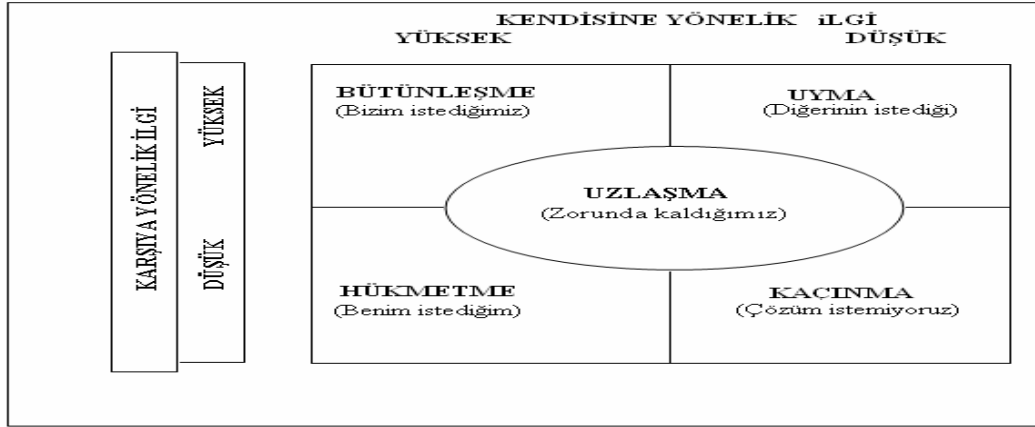 KENDİSİNE YÖNELİK iLGİ
YÜKSEK DÜŞÜK
KARŞIYA YÖNELİK İLGİ
YÜKSEK
DÜŞÜK
BÜTÜNLEŞME
(Bizim istediğimiz)
UYMA
(Diğerinin istediği)
UZLAŞMA
(Zorunda kaldığımız)
HÜKMETME
(Benim istediğim)
KAÇINMA
(Çözüm istemiyoruz)